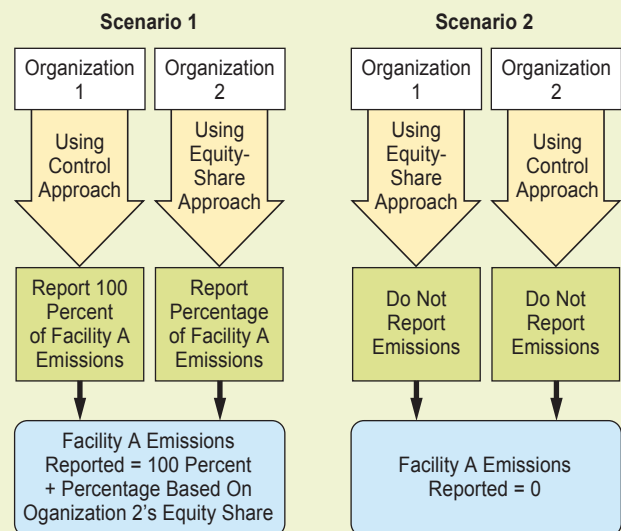 Scenario 1
Organization
1
Organization
2
Using
Control
Approach
Using
Equity-
Share
Approach
Report 100
Percent
of Facility A
Emissions
Report
Percentage
of Facility A
Emissions
Facility A Emissions
Reported = 100 Percent
+ Percentage Based On
Oganization 2's Equity Share
Scenario 2
Organization
1
Organization
2
Using
Equity-
Share
Approach
Using
Control
Approach
Do Not
Report
Emissions
Do Not
Report
Emissions
Facility A Emissions
Reported = 0